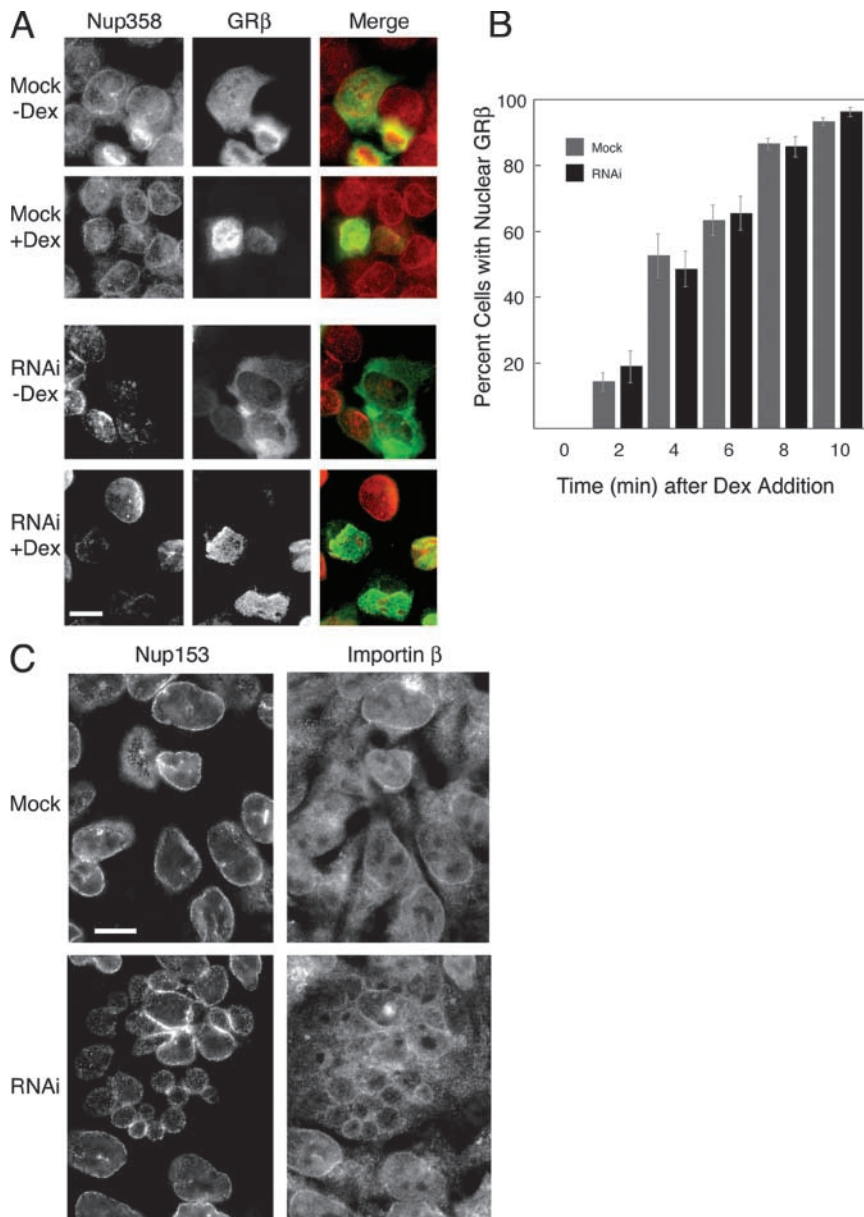 A
Nup358 GRβ Merge
Mock
-Dex
Mock
+Dex
RNAi
-Dex
RNAi
+Dex
B
Percent Cells with Nuclear GRβ
100
80
60
40
20
Mock
RNAi
0 2 4 6 8 10
Time (min) after Dex Addition
C
Nup153 Importin β
Mock
RNAi